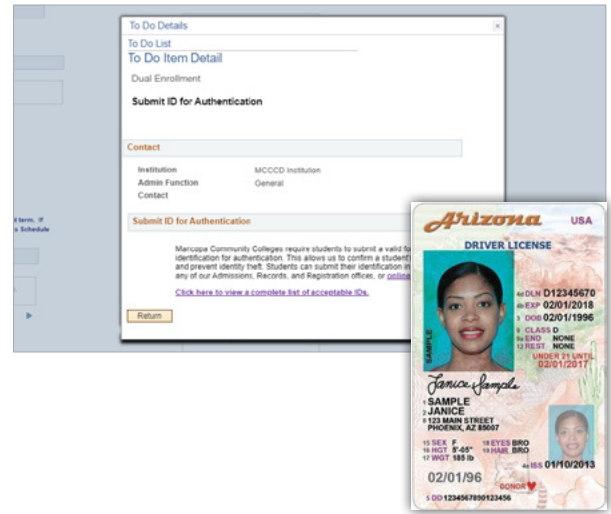 To Do Details
To Do List
To Do Item Detail
Dual Enrollment
Submit ID for Authentication
Contact
Institution MCCCD Institution
Admin Function General
Contact
Submit ID for Authentication
Maricopa Community Colleges require students to submit a valid
identification for authentication. This allows us to confirm a student
and prevent identity theft. Students can submit their identification in
any of our Admissions, Records, and Registration offices, or online
Click here to view a complete list of acceptable IDs.
Return
t term. If
s Schedule
Arizona USA
DRIVER LICENSE
4d DLN D12345670
4b EXP 02/01/2018
3 DOB 02/01/1996
9 CLASS D
9a END NONE
12 REST NONE
UNDER 21 UNTIL
02/01/2017
SAMPLE
Janice Sample
1 SAMPLE
2 JANICE
8 123 MAIN STREET
PHOENIX, AZ 85007
15 SEX F 18 EYES BRO
16 HGT 5'-05" 19 HAIR BRO
17 WGT 185 lb
4a ISS 01/10/2013
02/01/96
DONOR
5 DD 1234567890123456